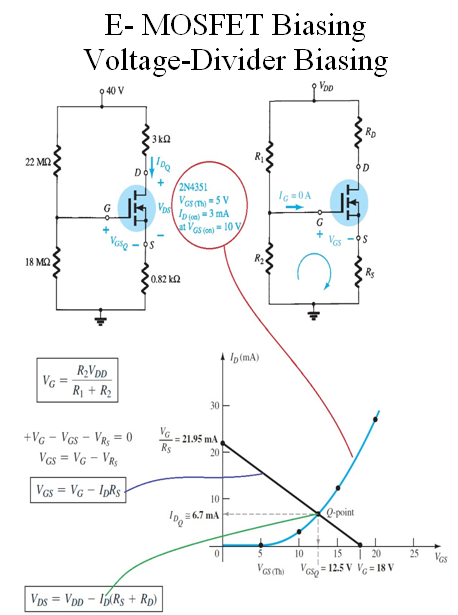 E- MOSFET Biasing
Voltage-Divider Biasing
40 V
3 kΩ
22 MΩ
I_DQ
D
+
2N4351
V_GS (Th) = 5 V
I_D (on) = 3 mA
at V_GS (on) = 10 V
V_DS
G
+
V_GSQ
–
–
S
18 MΩ
0.82 kΩ
V_DD
R_D
R_1
D
I_G = 0 A
G
+
V_GS
–
S
R_2
R_S
V_G = R_2V_DD / R_1 + R_2
+V_G – V_GS – V_RS = 0
V_GS = V_G – V_RS
V_GS = V_G – I_DR_S
V_DS = V_DD – I_D(R_S + R_D)
I_D (mA)
30
V_G / R_S = 21.95 mA
20
10
I_DQ ≅ 6.7 mA
Q-point
0 5 10 15 20 25 V_GS
V_GS (Th) V_GSQ = 12.5 V V_G = 18 V